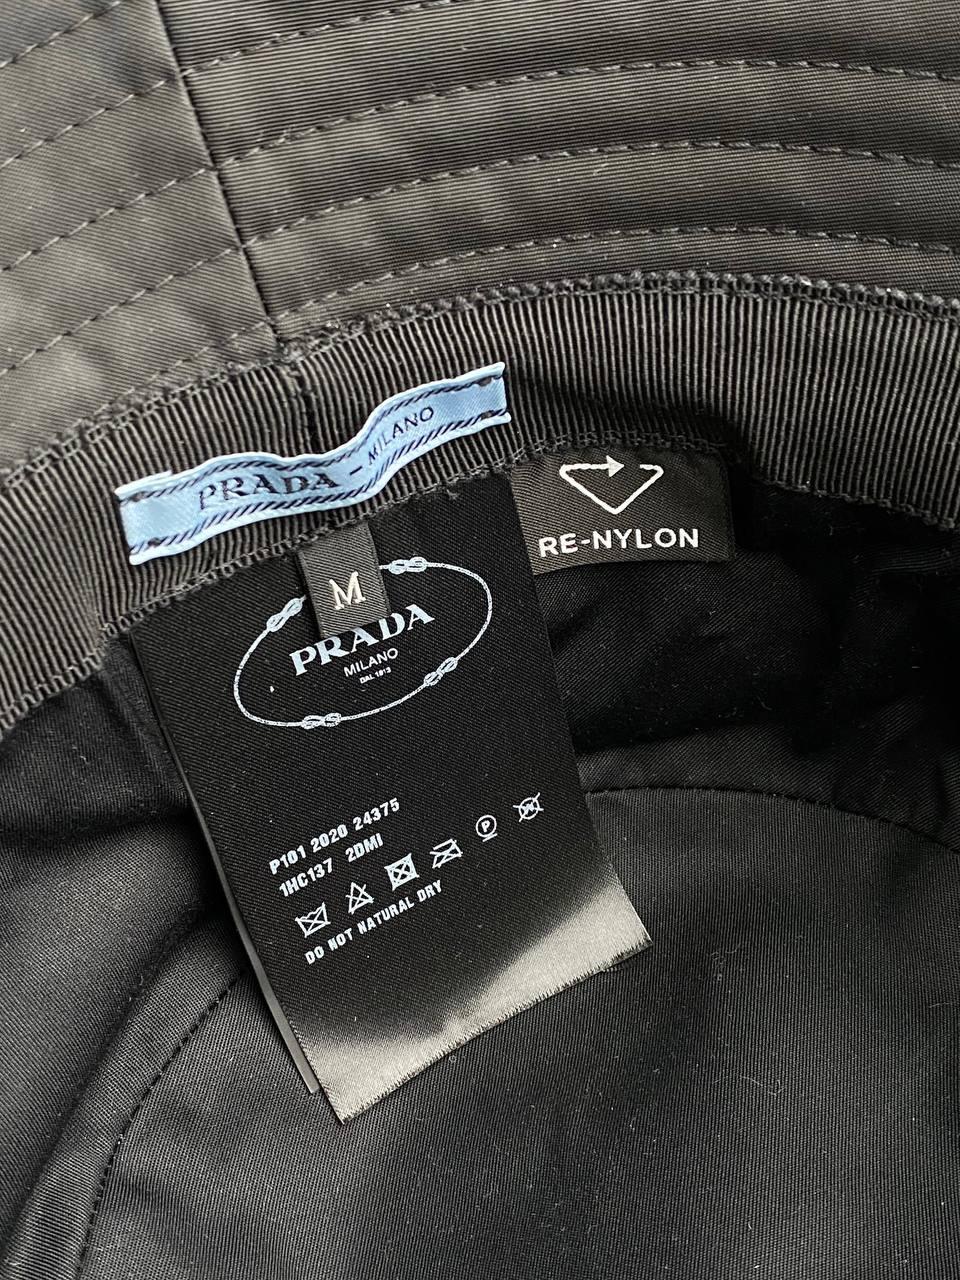 PRADA - MILANO
RE-NYLON
M
PRADA
MILANO
DAL 1913
P101 2020 24375
1HC137 2DMI
P W
DO NOT NATURAL DRY